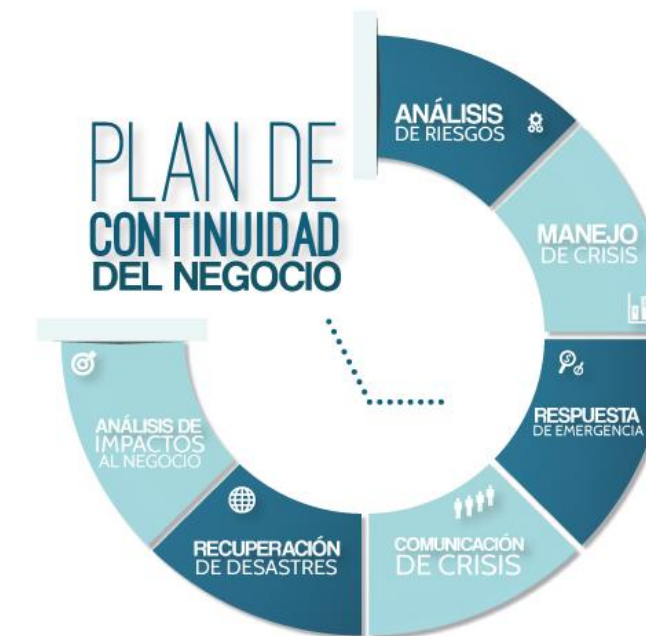 PLAN DE
CONTINUIDAD
DEL NEGOCIO
ANÁLISIS
DE RIESGOS
MANEJO
DE CRISIS
RESPUESTA
DE EMERGENCIA
COMUNICACIÓN
DE CRISIS
RECUPERACIÓN
DE DESASTRES
ANÁLISIS DE
IMPACTOS
AL NEGOCIO